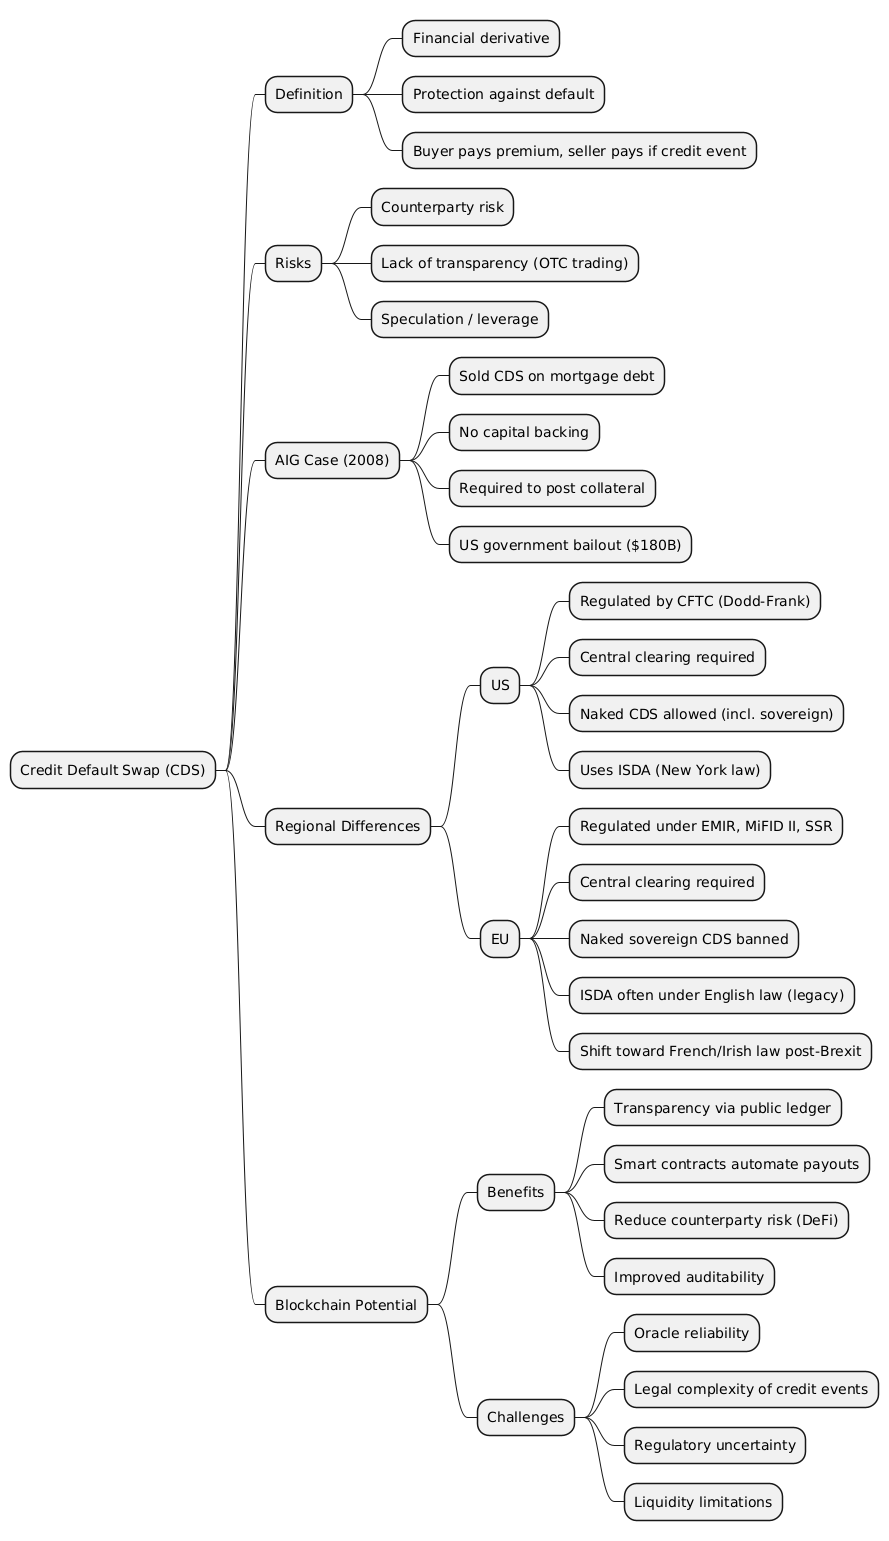 Credit Default Swap (CDS)
Definition
Financial derivative
Protection against default
Buyer pays premium, seller pays if credit event
Risks
Counterparty risk
Lack of transparency (OTC trading)
Speculation / leverage
AIG Case (2008)
Sold CDS on mortgage debt
No capital backing
Required to post collateral
US government bailout ($180B)
Regional Differences
US
Regulated by CFTC (Dodd-Frank)
Central clearing required
Naked CDS allowed (incl. sovereign)
Uses ISDA (New York law)
EU
Regulated under EMIR, MiFID II, SSR
Central clearing required
Naked sovereign CDS banned
ISDA often under English law (legacy)
Shift toward French/Irish law post-Brexit
Blockchain Potential
Benefits
Transparency via public ledger
Smart contracts automate payouts
Reduce counterparty risk (DeFi)
Improved auditability
Challenges
Oracle reliability
Legal complexity of credit events
Regulatory uncertainty
Liquidity limitations